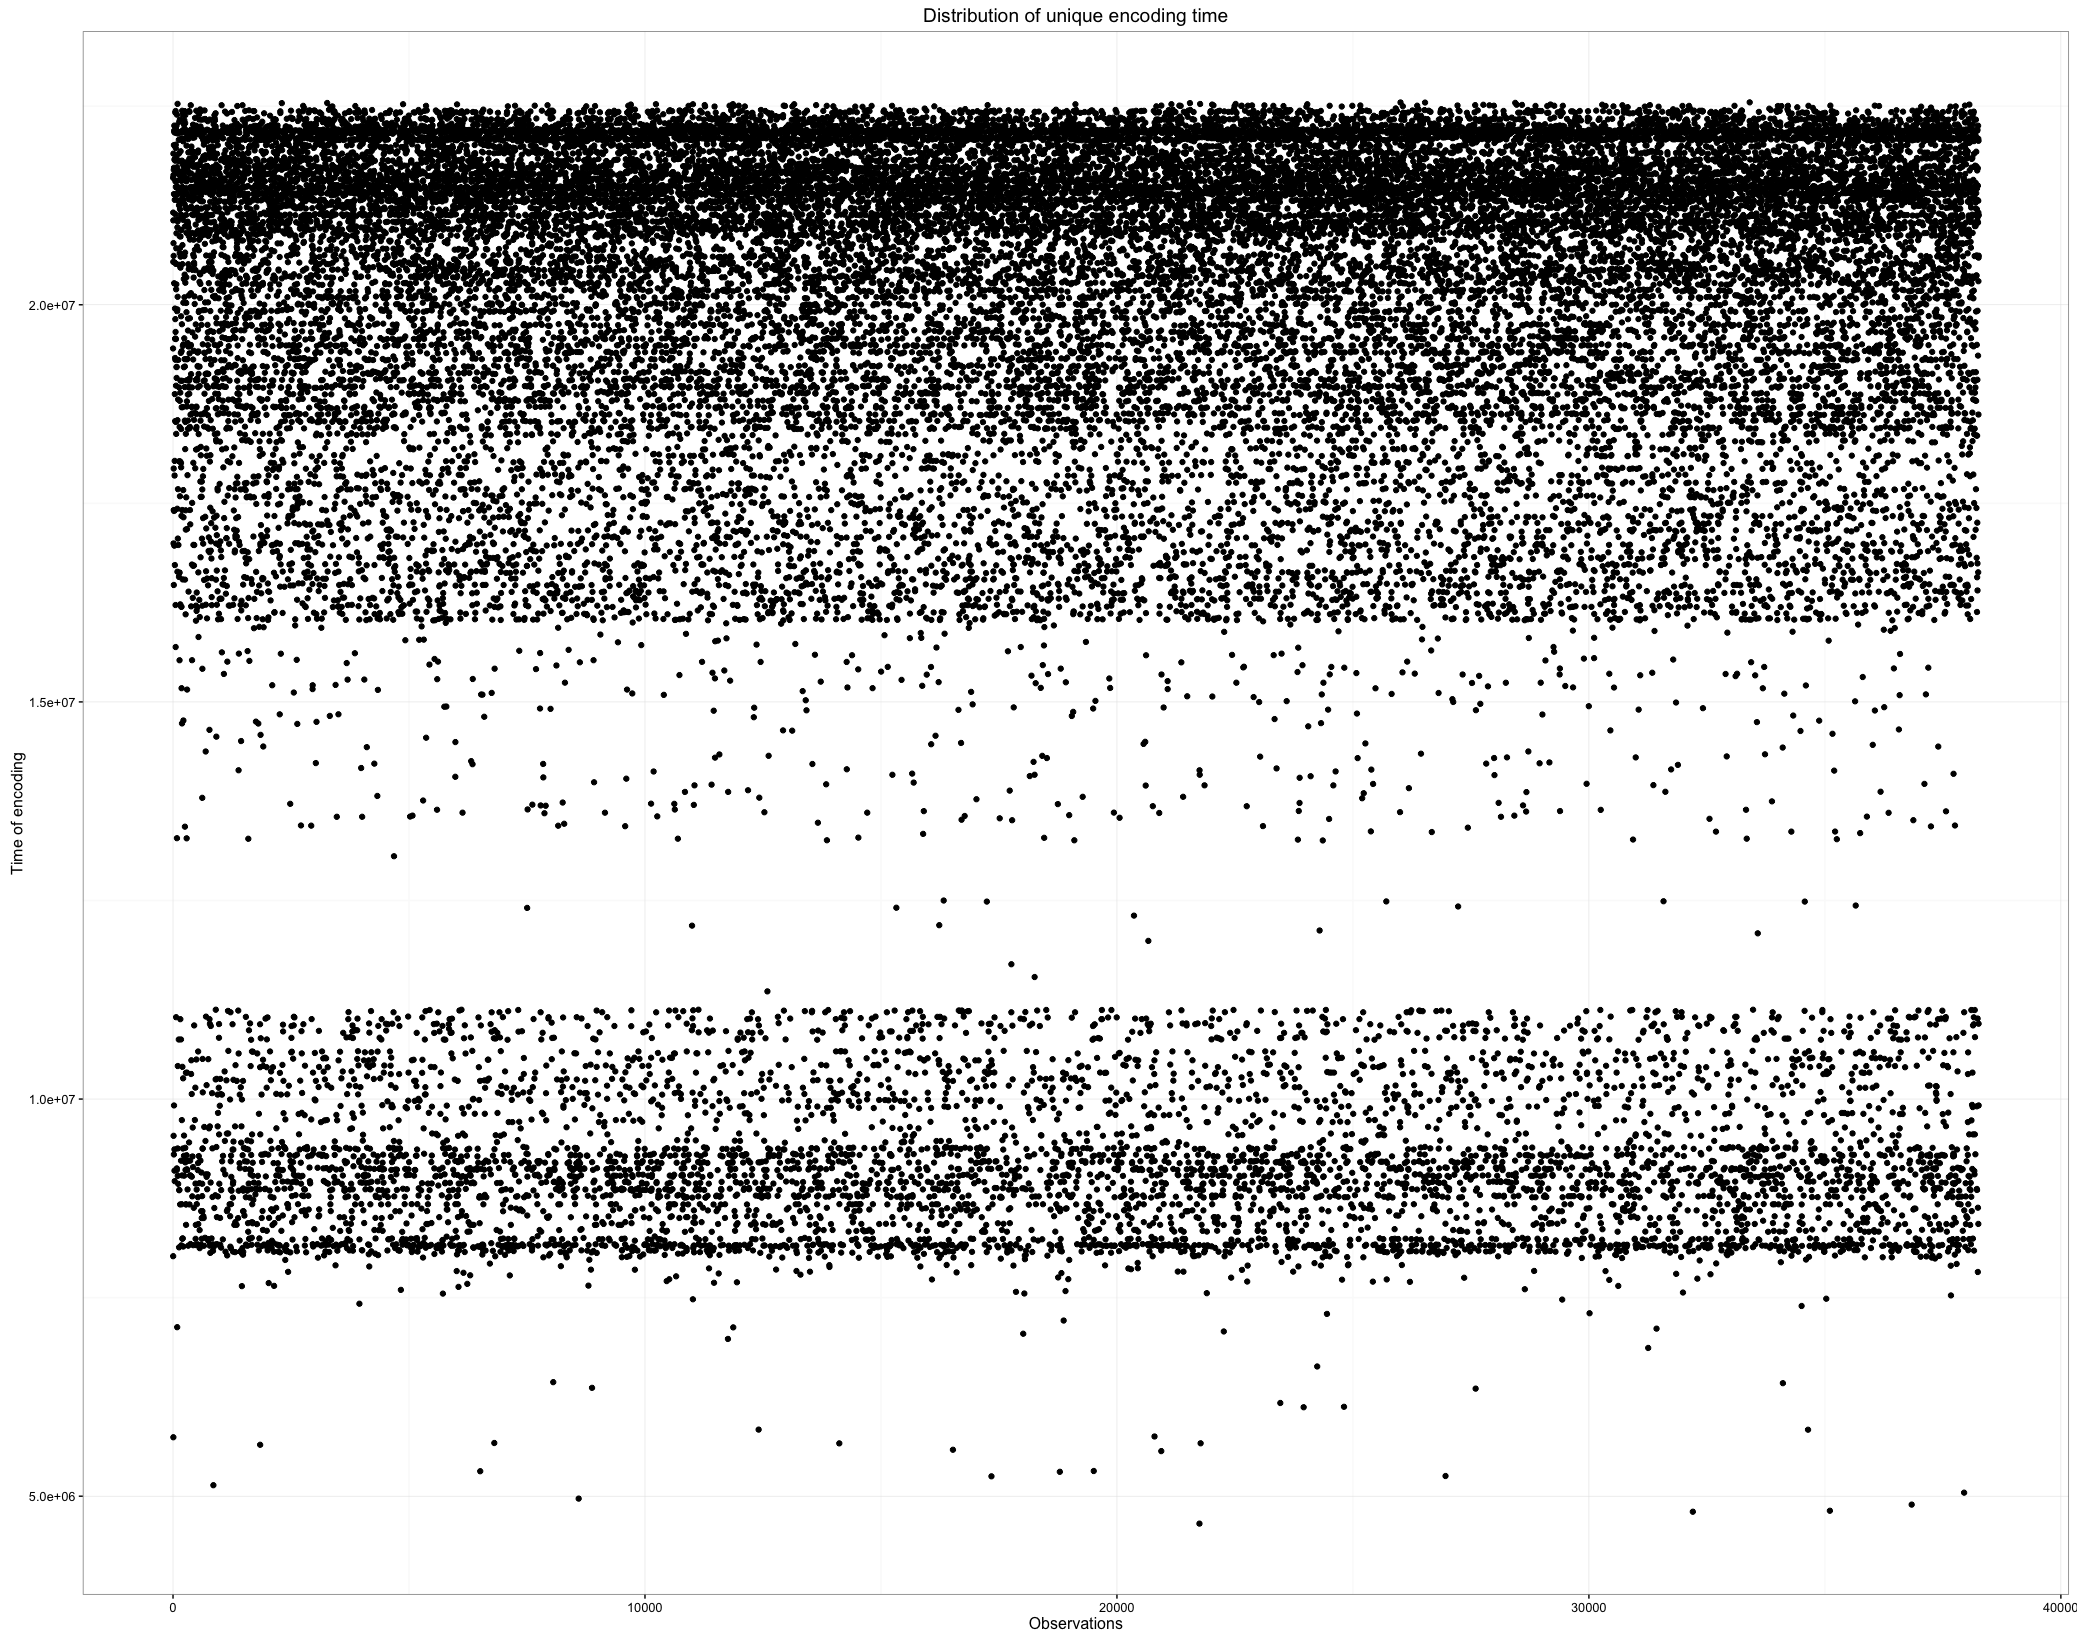 Distribution of unique encoding time
Time of encoding
2.0e+07
1.5e+07
1.0e+07
5.0e+06
0 10000 20000 30000 40000
Observations